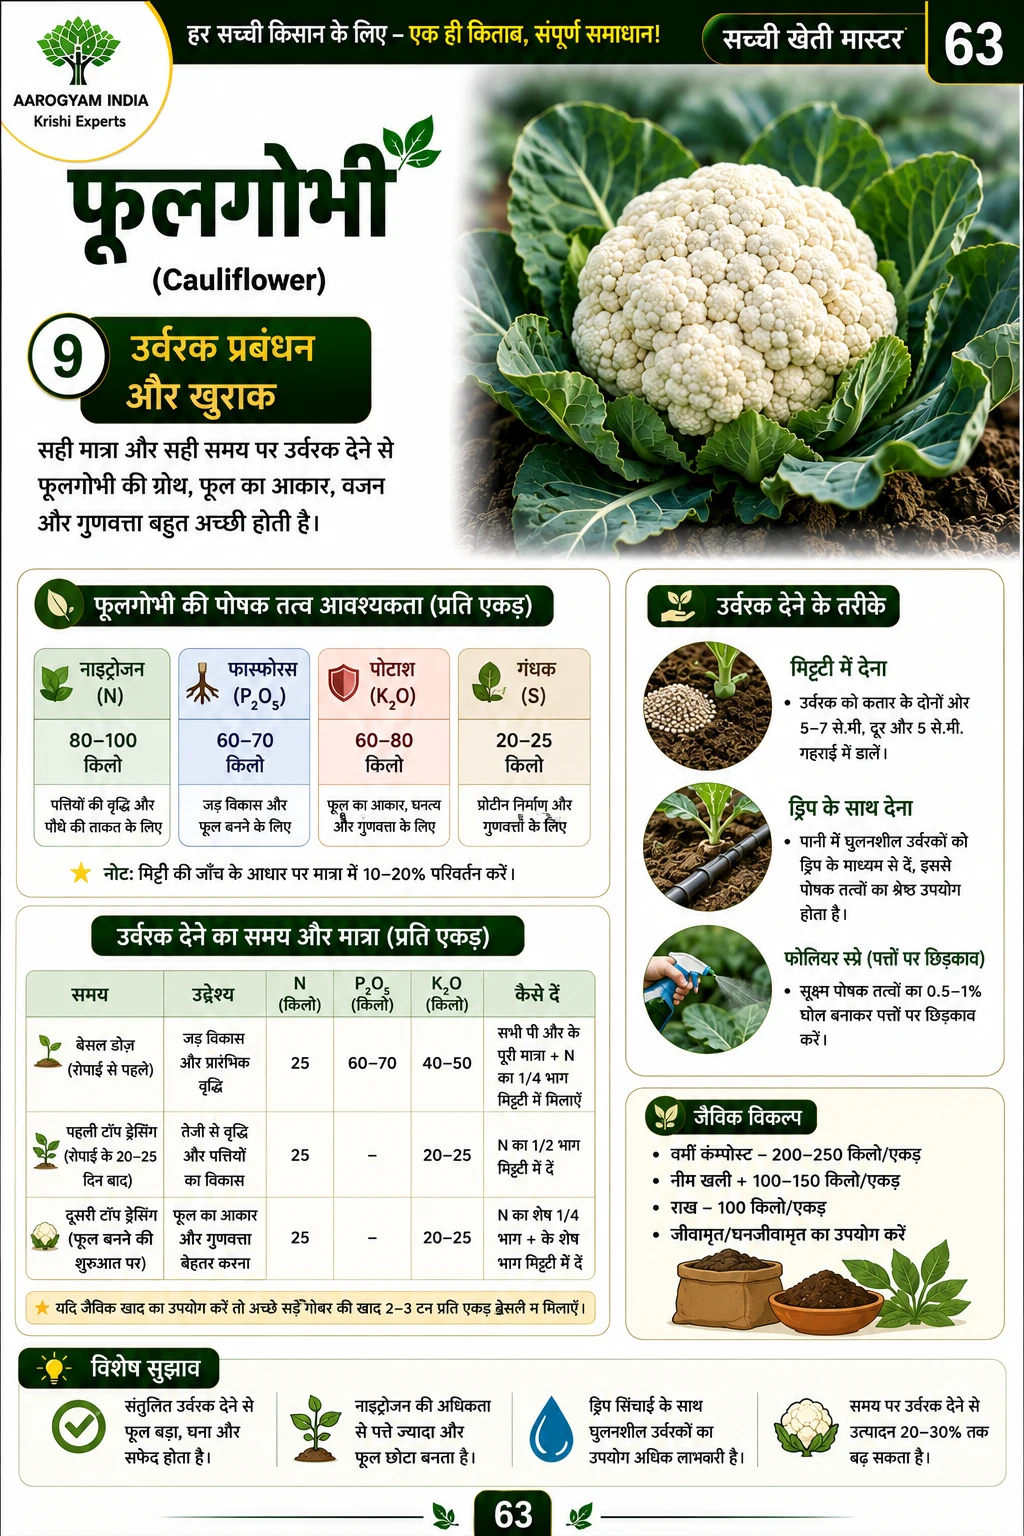 AAROGYAM INDIA
Krishi Experts
हर सच्ची किसान के लिए – एक ही किताब, संपूर्ण समाधान!
सच्ची खेती मास्टर
63
फूलगोभी
(Cauliflower)
9
उर्वरक प्रबंधन
और खुराक
सही मात्रा और सही समय पर उर्वरक देने से
फूलगोभी की ग्रोथ, फूल का आकार, वजन
और गुणवत्ता बहुत अच्छी होती है।
फूलगोभी की पोषक तत्व आवश्यकता (प्रति एकड़)
नाइट्रोजन
(N)
80–100
किलो
पत्तियों की वृद्धि और
पौधे की ताकत के लिए
फास्फोरस
(P₂O₅)
60–70
किलो
जड़ विकास और
फूल बनने के लिए
पोटाश
(K₂O)
60–80
किलो
फूल का आकार, घनत्व
और गुणवत्ता के लिए
गंधक
(S)
20–25
किलो
प्रोटीन निर्माण और
गुणवत्ता के लिए
नोट: मिट्टी की जाँच के आधार पर मात्रा में 10–20% परिवर्तन करें।
उर्वरक देने का समय और मात्रा (प्रति एकड़)
समय
उद्देश्य
N
(किलो)
P₂O₅
(किलो)
K₂O
(किलो)
कैसे दें
बेसल डोज़
(रोपाई से पहले)
जड़ विकास
और प्रारंभिक
वृद्धि
25
60–70
40–50
सभी पी और के
पूरी मात्रा + N
का 1/4 भाग
मिट्टी में मिलाएँ
पहली टॉप ड्रेसिंग
(रोपाई के 20–25
दिन बाद)
तेजी से वृद्धि
और पत्तियों
का विकास
25
–
20–25
N का 1/2 भाग
मिट्टी में दें
दूसरी टॉप ड्रेसिंग
(फूल बनने की
शुरुआत पर)
फूल का आकार
और गुणवत्ता
बेहतर करना
25
–
20–25
N का शेष 1/4
भाग + के शेष
भाग मिट्टी में दें
यदि जैविक खाद का उपयोग करें तो अच्छे सड़े गोबर की खाद 2–3 टन प्रति एकड़ मिलाएँ।
उर्वरक देने के तरीके
मिट्टी में देना
• उर्वरक को कतार के दोनों ओर
5–7 से.मी, दूर और 5 से.मी.
गहराई में डालें।
ड्रिप के साथ देना
• पानी में घुलनशील उर्वरकों को
ड्रिप के माध्यम से दें, इससे
पोषक तत्वों का श्रेष्ठ उपयोग
होता है।
फोलियर स्प्रे (पत्तों पर छिड़काव)
• सूक्ष्म पोषक तत्वों का 0.5–1%
घोल बनाकर पत्तों पर छिड़काव
करें।
जैविक विकल्प
• वर्मी कंम्पोस्ट – 200–250 किलो/एकड़
• नीम खली + 100–150 किलो/एकड़
• राख – 100 किलो/एकड़
• जीवामृत/घनजीवामृत का उपयोग करें
विशेष सुझाव
संतुलित उर्वरक देने से
फूल बड़ा, घना और
सफेद होता है।
नाइट्रोजन की अधिकता
से पत्ते ज्यादा और
फूल छोटा बनता है।
ड्रिप सिंचाई के साथ
घुलनशील उर्वरकों का
उपयोग अधिक लाभकारी है।
समय पर उर्वरक देने से
उत्पादन 20–30% तक
बढ़ सकता है।
63